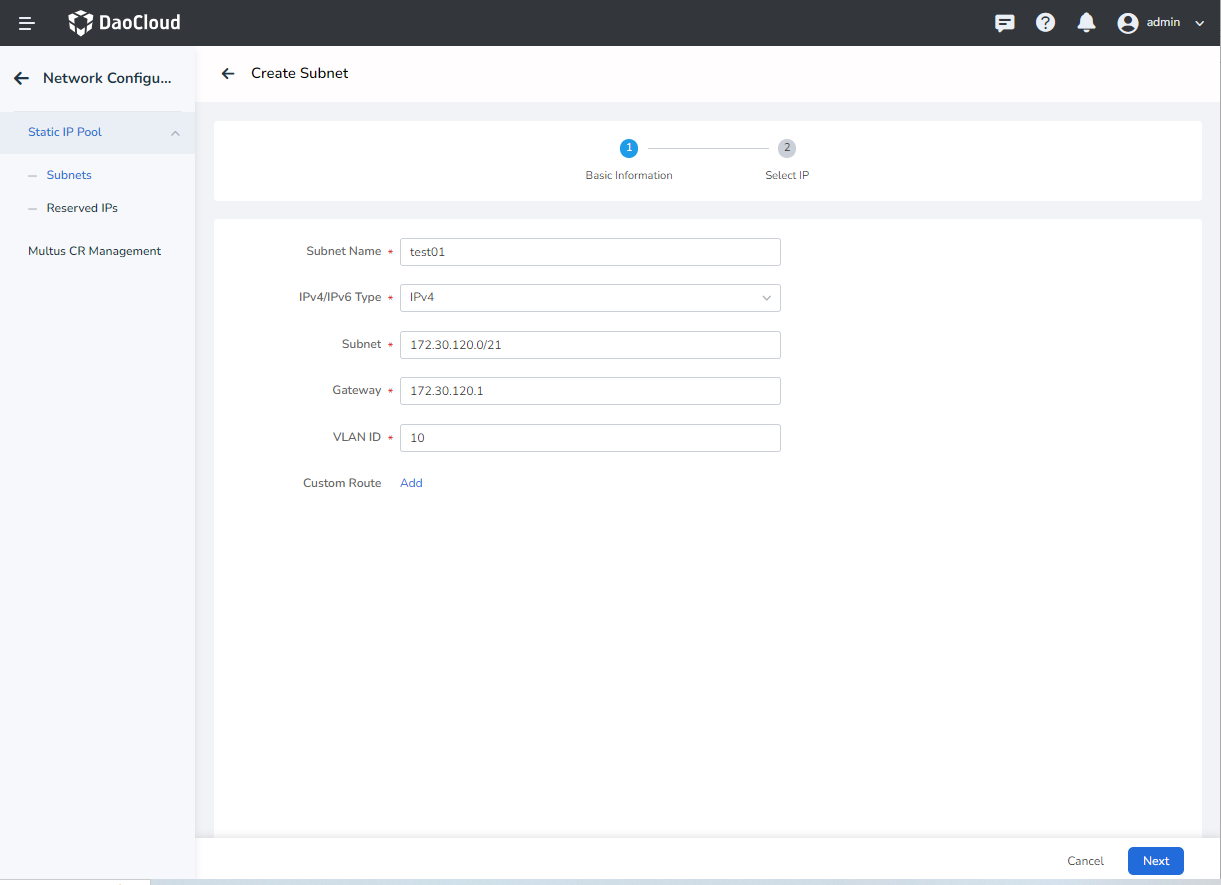 DaoCloud
admin
Network Configu...
Create Subnet
Static IP Pool
Subnets
Reserved IPs
Multus CR Management
1
2
Basic Information
Select IP
Subnet Name * test01
IPv4/IPv6 Type * IPv4
Subnet * 172.30.120.0/21
Gateway * 172.30.120.1
VLAN ID * 10
Custom Route Add
Cancel
Next